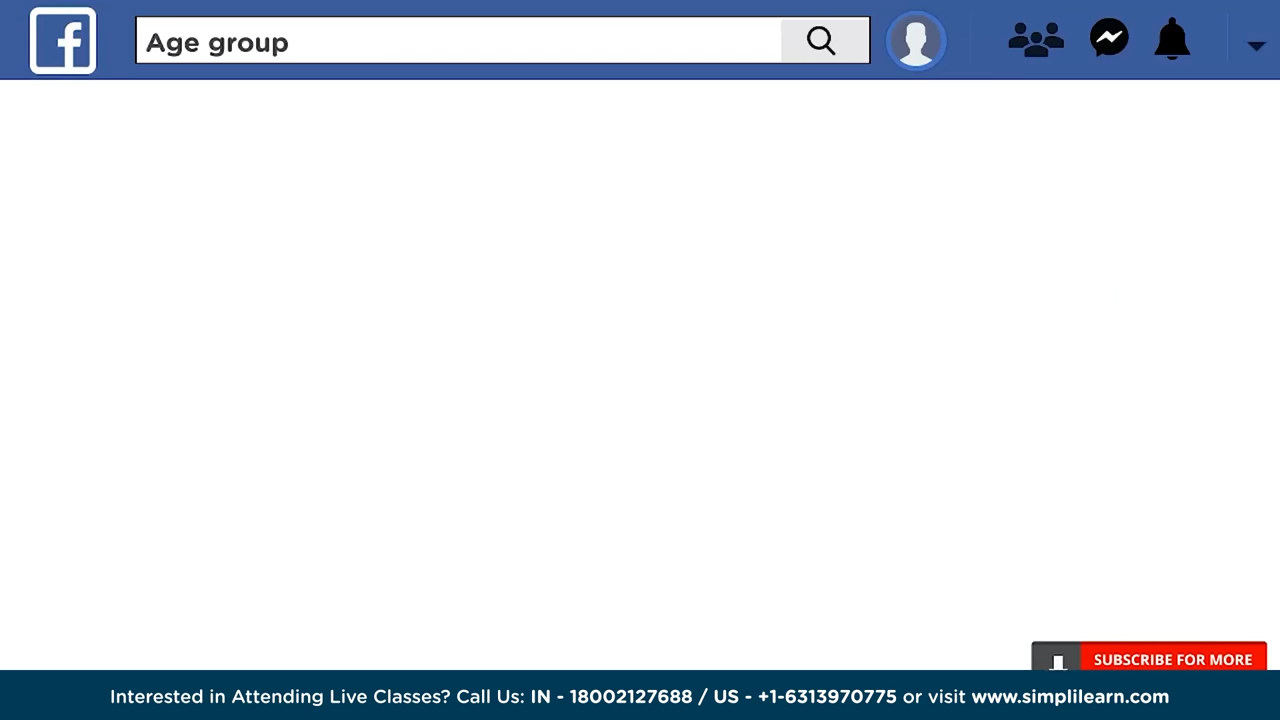 Age group
SUBSCRIBE FOR MORE
Interested in Attending Live Classes? Call Us: IN - 18002127688 / US - +1-6313970775 or visit www.simplilearn.com